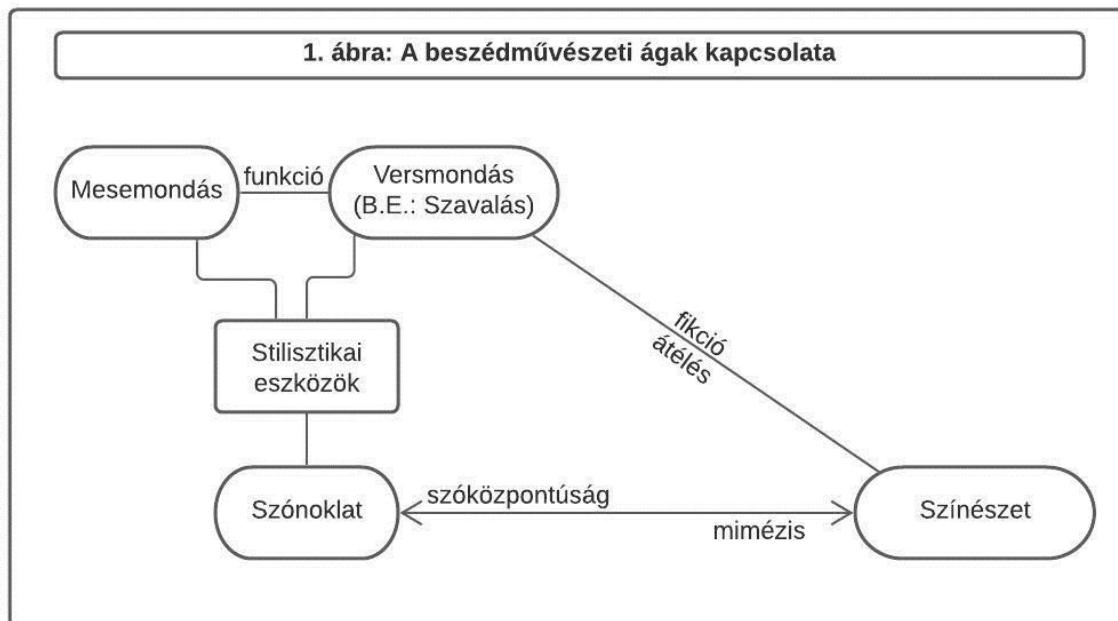 1. ábra: A beszédművészeti ágak kapcsolata
Mesemondás
funkció
Versmondás
(B.E.: Szavalás)
fikció
átélés
Stilisztikai
eszközök
Szónoklat
szóközpontúság
mimézis
Színészet